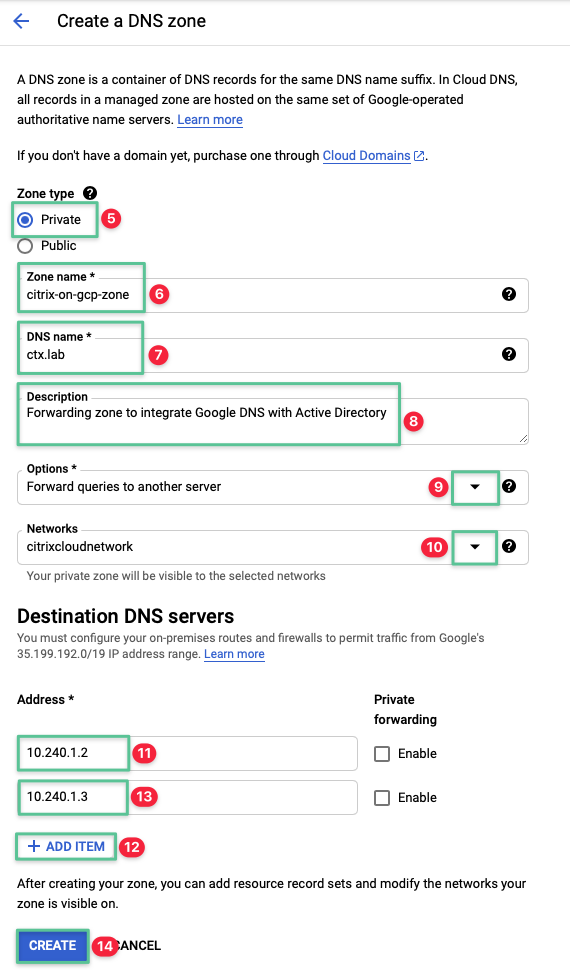 Create a DNS zone
A DNS zone is a container of DNS records for the same DNS name suffix. In Cloud DNS,
all records in a managed zone are hosted on the same set of Google-operated
authoritative name servers. Learn more
If you don't have a domain yet, purchase one through Cloud Domains.
Zone type ?
Private 5
Public
Zone name *
citrix-on-gcp-zone 6 ?
DNS name *
ctx.lab 7 ?
Description
Forwarding zone to integrate Google DNS with Active Directory 8
Options *
Forward queries to another server 9 ?
Networks
citrixcloudnetwork 10 ?
Your private zone will be visible to the selected networks
Destination DNS servers
You must configure your on-premises routes and firewalls to permit traffic from Google's
35.199.192.0/19 IP address range. Learn more
Address * Private
forwarding
10.240.1.2 11 Enable
10.240.1.3 13 Enable
+ ADD ITEM 12
After creating your zone, you can add resource record sets and modify the networks your
zone is visible on.
CREATE 14 CANCEL